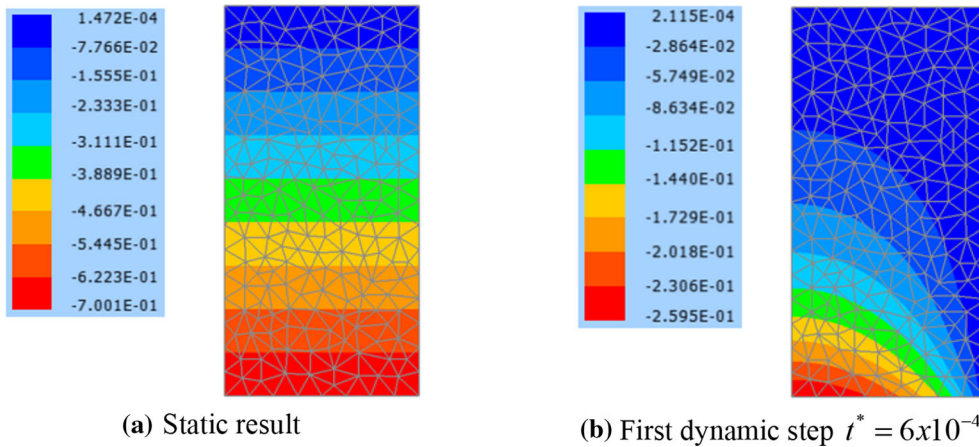 1.472E-04
-7.766E-02
-1.555E-01
-2.333E-01
-3.111E-01
-3.889E-01
-4.667E-01
-5.445E-01
-6.223E-01
-7.001E-01
(a) Static result
2.115E-04
-2.864E-02
-5.749E-02
-8.634E-02
-1.152E-01
-1.440E-01
-1.729E-01
-2.018E-01
-2.306E-01
-2.595E-01
(b) First dynamic step t* = 6x10⁻⁴